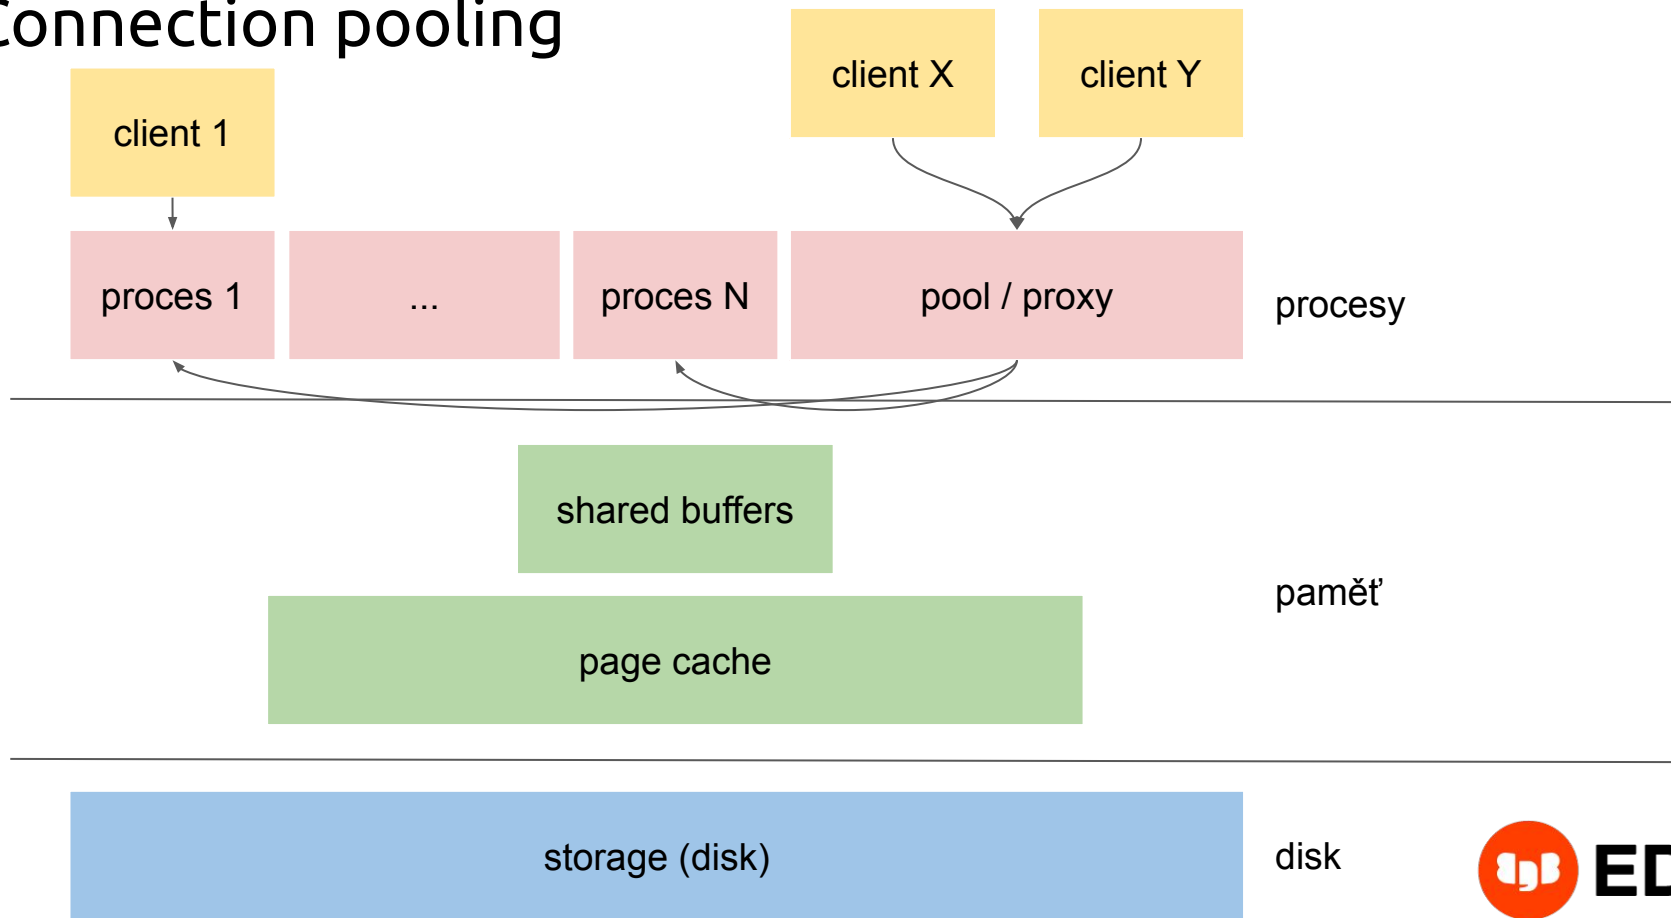 Connection pooling
client X
client Y
client 1
proces 1
...
proces N
pool / proxy
procesy
shared buffers
paměť
page cache
storage (disk)
disk
ED